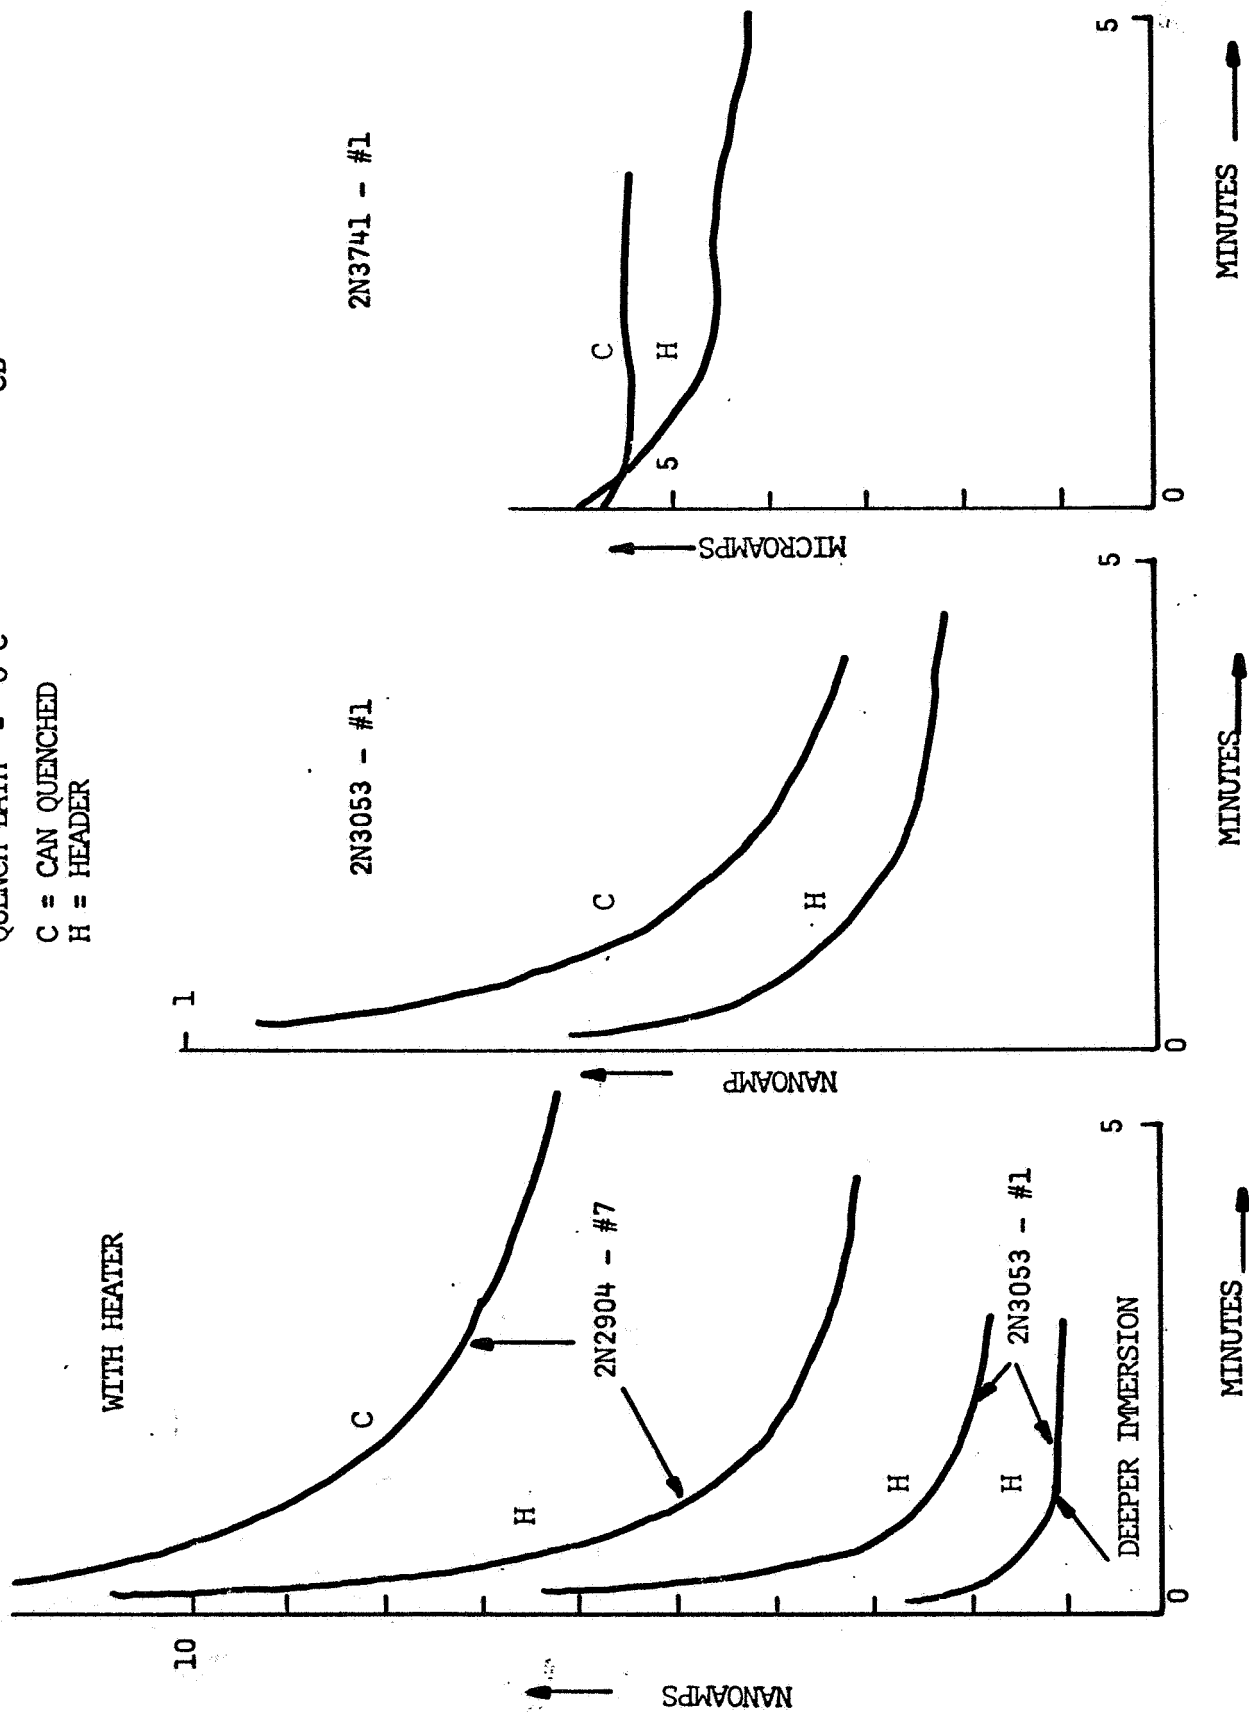 C = CAN QUENCHED
H = HEADER
WITH HEATER
10
NANOAMPS
C
H
2N2904 - #7
H
H
2N3053 - #1
DEEPER IMMERSION
0
5
MINUTES
2N3053 - #1
1
NANOAMP
C
H
0
5
MINUTES
2N3741 - #1
MICROAMPS
5
C
H
0
5
MINUTES